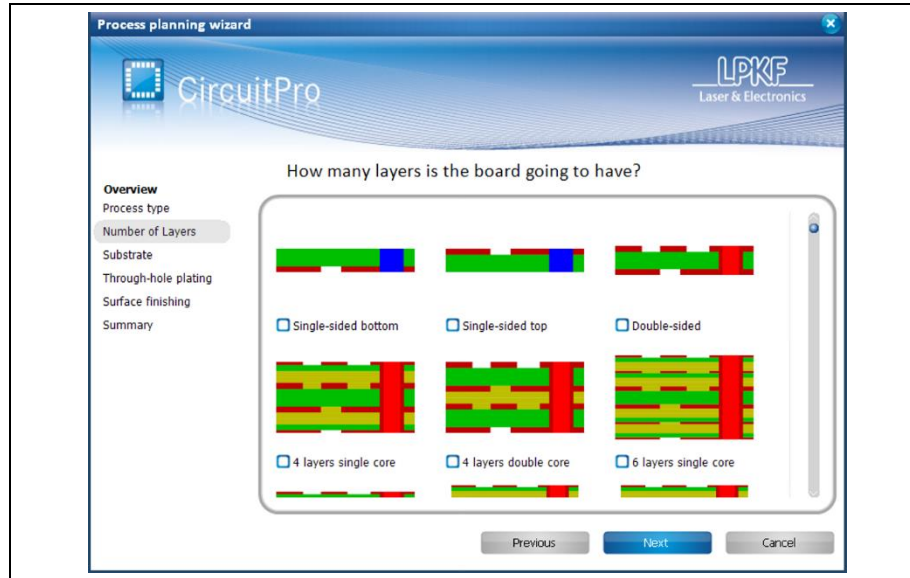 Process planning wizard
CircuitPro
LPKF
Laser & Electronics
How many layers is the board going to have?
Overview
Process type
Number of Layers
Substrate
Through-hole plating
Surface finishing
Summary
Single-sided bottom
Single-sided top
Double-sided
4 layers single core
4 layers double core
6 layers single core
Previous
Next
Cancel